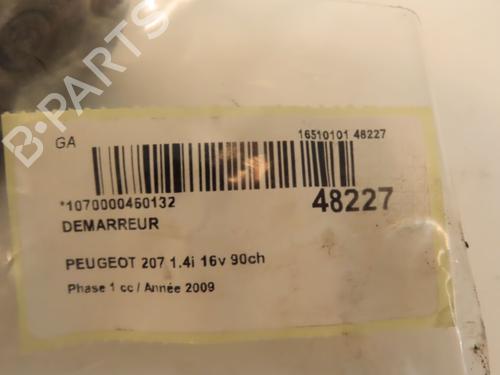 B-PARTS
GA
16510101 48227
*1070000460132
48227
DEMARREUR
PEUGEOT 207 1.4i 16v 90ch
Phase 1 cc / Année 2009